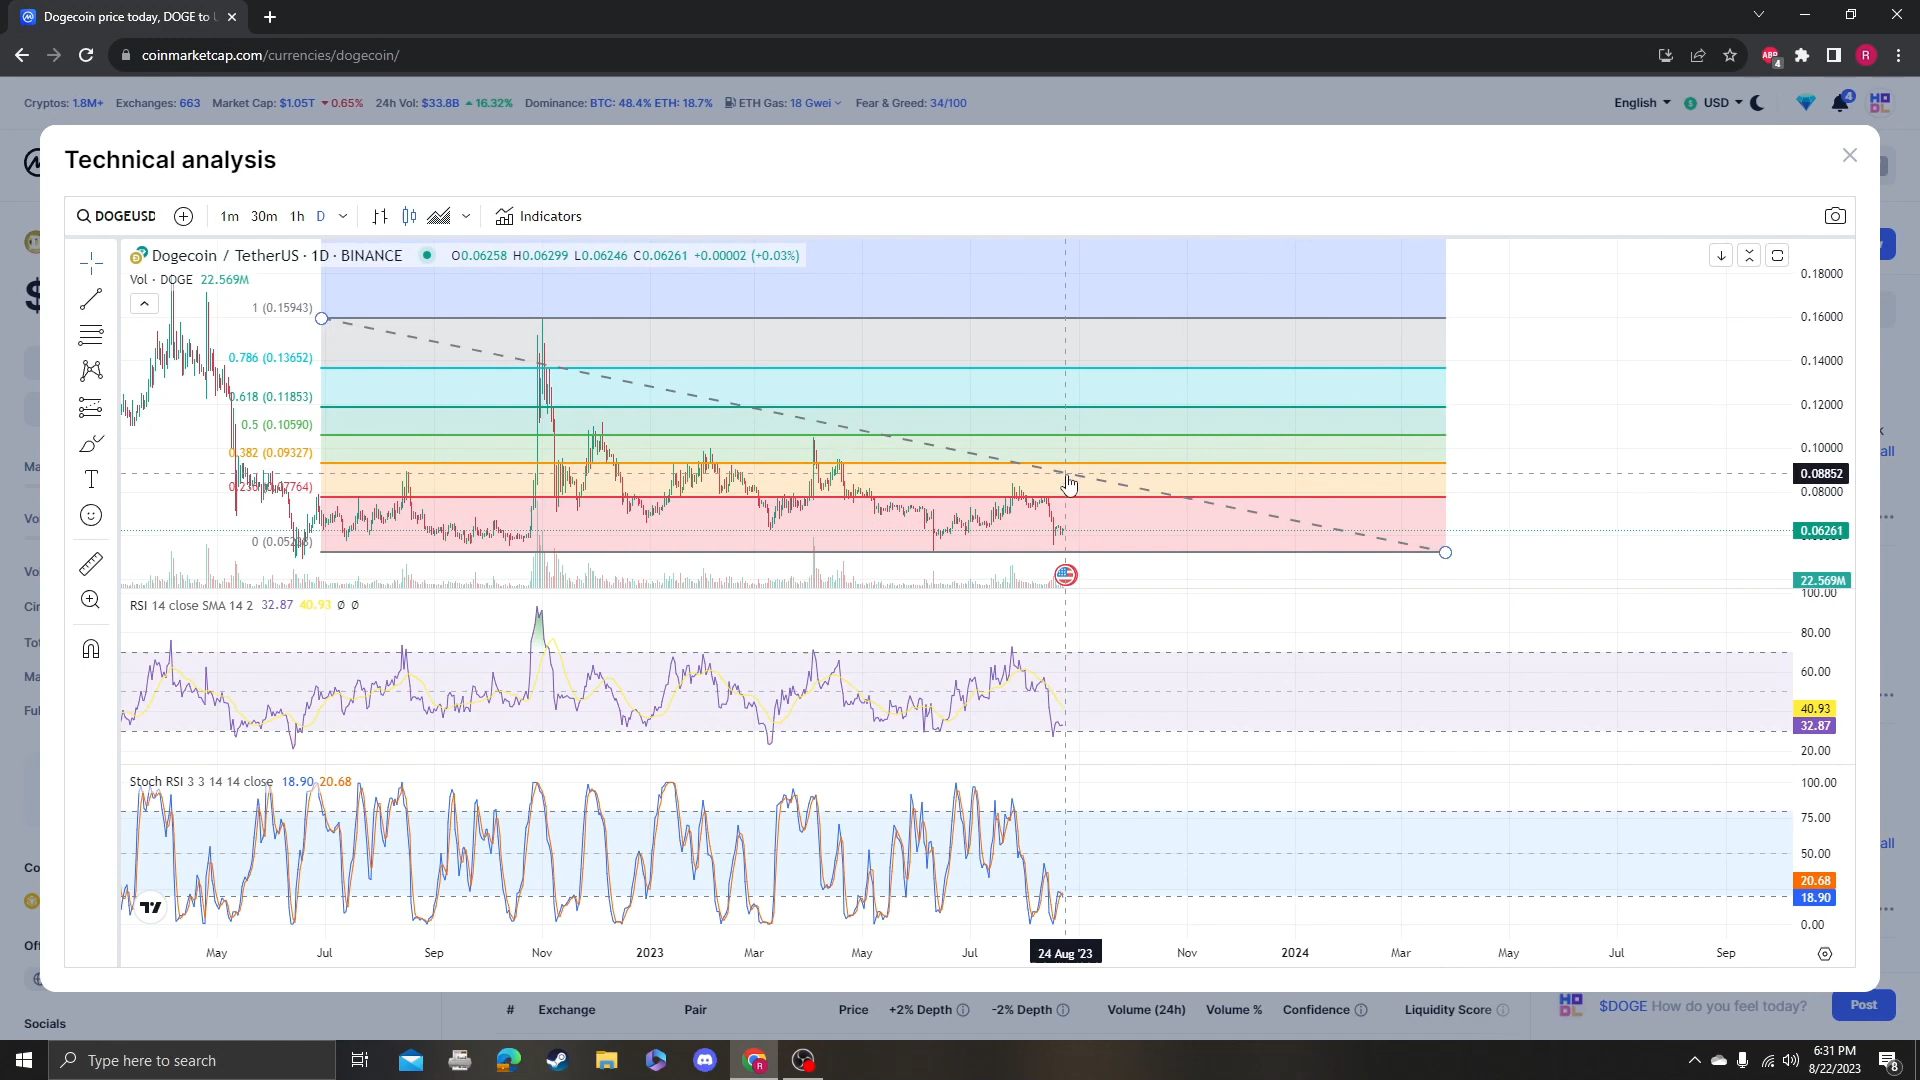 Dogecoin price today, DOGE to
coinmarketcap.com/currencies/dogecoin/
ABP 4 R
Cryptos: 1.8M+ Exchanges: 663 Market Cap: $1.05T 0.65% 24h Vol: $33.8B 16.32% Dominance: BTC: 48.4% ETH: 18.7% ETH Gas: 18 Gwei Fear & Greed: 34/100 English USD 4
Technical analysis
DOGEUSD 1m 30m 1h D Indicators
Dogecoin / TetherUS · 1D · BINANCE O0.06258 H0.06299 L0.06246 C0.06261 +0.00002 (+0.03%)
Vol · DOGE 22.569M
0.18000
1 (0.15943)
0.16000
0.786 (0.13652)
0.14000
0.618 (0.11853)
0.12000
0.5 (0.10590)
0.10000
0.382 (0.09327)
0.08852
0.236 (0.07764)
0.08000
0.06261
22.569M
RSI 14 close SMA 14 2 32.87 40.93 Ø Ø
100.00
80.00
60.00
40.93
32.87
20.00
Stoch RSI 3 3 14 14 close 18.90 20.68
100.00
75.00
50.00
20.68
18.90
0.00
May Jul Sep Nov 2023 Mar May Jul 24 Aug '23 Nov 2024 Mar May Jul Sep
# Exchange Pair Price +2% Depth -2% Depth Volume (24h) Volume % Confidence Liquidity Score
$DOGE How do you feel today? Post
Socials
Type here to search
6:31 PM
8/22/2023
8